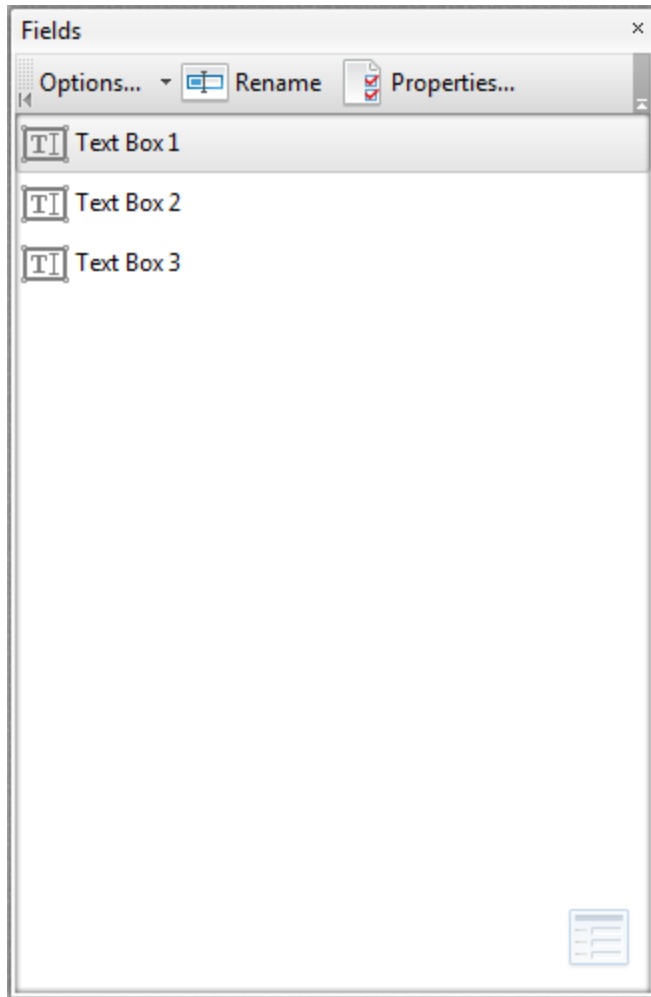 Fields
Options... Rename Properties...
Text Box 1
Text Box 2
Text Box 3